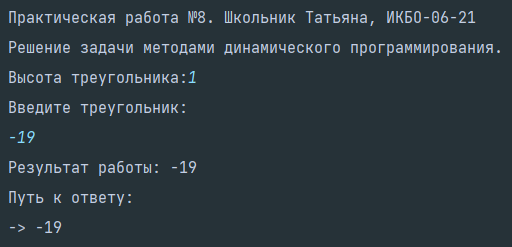 Практическая работа №8. Школьник Татьяна, ИКБО-06-21
Решение задачи методами динамического программирования.
Высота треугольника:1
Введите треугольник:
-19
Результат работы: -19
Путь к ответу:
-> -19